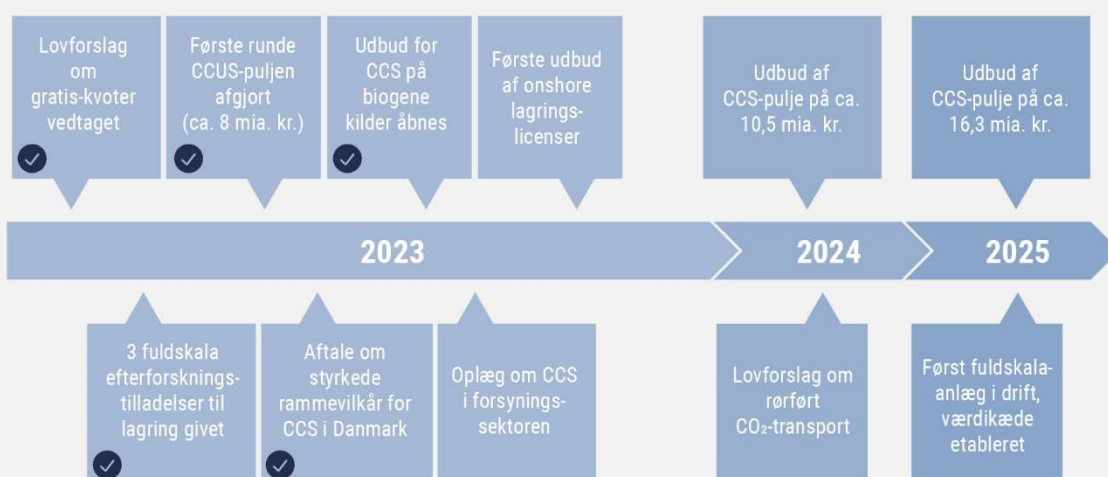 Lovforslag
om
gratis-kvoter
vedtaget
Første runde
CCUS-puljen
afgjort
(ca. 8 mia. kr.)
Udbud for
CCS på
biogene
kilder åbnes
Første udbud
af onshore
lagrings-
licenser
Udbud af
CCS-pulje på ca.
10,5 mia. kr.
Udbud af
CCS-pulje på ca.
16,3 mia. kr.
2023
2024
2025
3 fuldskala
efterforsknings-
tilladelser til
lagring givet
Aftale om
styrkede
rammevilkår for
CCS i Danmark
Oplæg om CCS
i forsynings-
sektoren
Lovforslag om
rørført
CO₂-transport
Først fuldskala-
anlæg i drift,
værdikæde
etableret